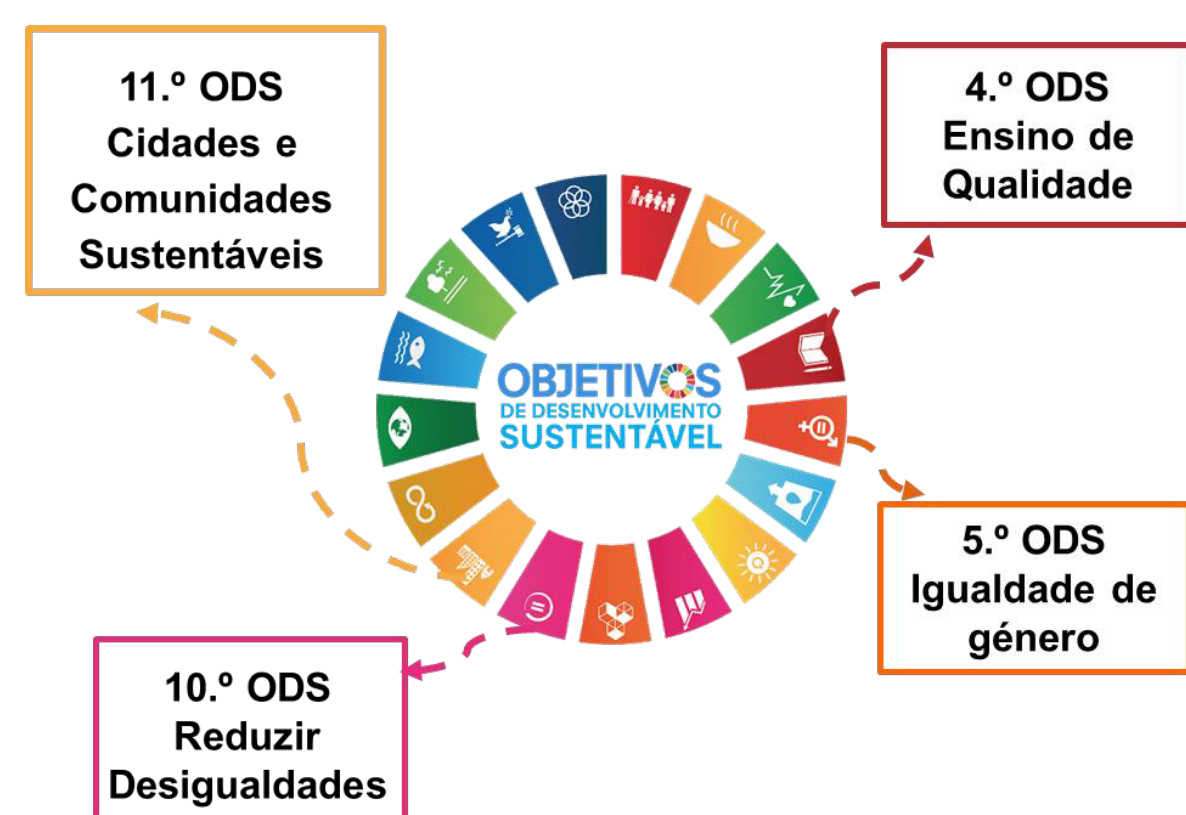 11.º ODS
Cidades e
Comunidades
Sustentáveis
4.º ODS
Ensino de
Qualidade
OBJETIVOS
DE DESENVOLVIMENTO
SUSTENTÁVEL
5.º ODS
Igualdade de
género
10.º ODS
Reduzir
Desigualdades